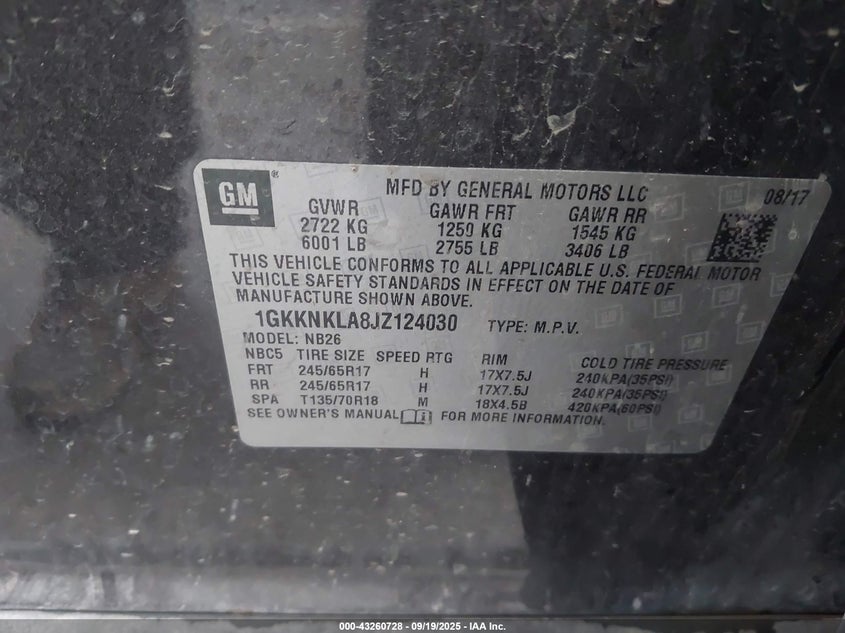 GM ®
MFD BY GENERAL MOTORS LLC 08/17
GVWR GAWR FRT GAWR RR
2722 KG 1250 KG 1545 KG
6001 LB 2755 LB 3406 LB
THIS VEHICLE CONFORMS TO ALL APPLICABLE U.S. FEDERAL MOTOR
VEHICLE SAFETY STANDARDS IN EFFECT ON THE DATE OF
MANUFACTURE SHOWN ABOVE.
1GKKNKLA8JZ124030 TYPE: M.P.V.
MODEL: NB26
NBC5 TIRE SIZE SPEED RTG RIM COLD TIRE PRESSURE
FRT 245/65R17 H 17X7.5J 240KPA(35PSI)
RR 245/65R17 H 17X7.5J 240KPA(35PSI)
SPA T135/70R18 M 18X4.5B 420KPA(60PSI)
SEE OWNER'S MANUAL FOR MORE INFORMATION.
000-43260728 - 09/19/2025 - IAA Inc.